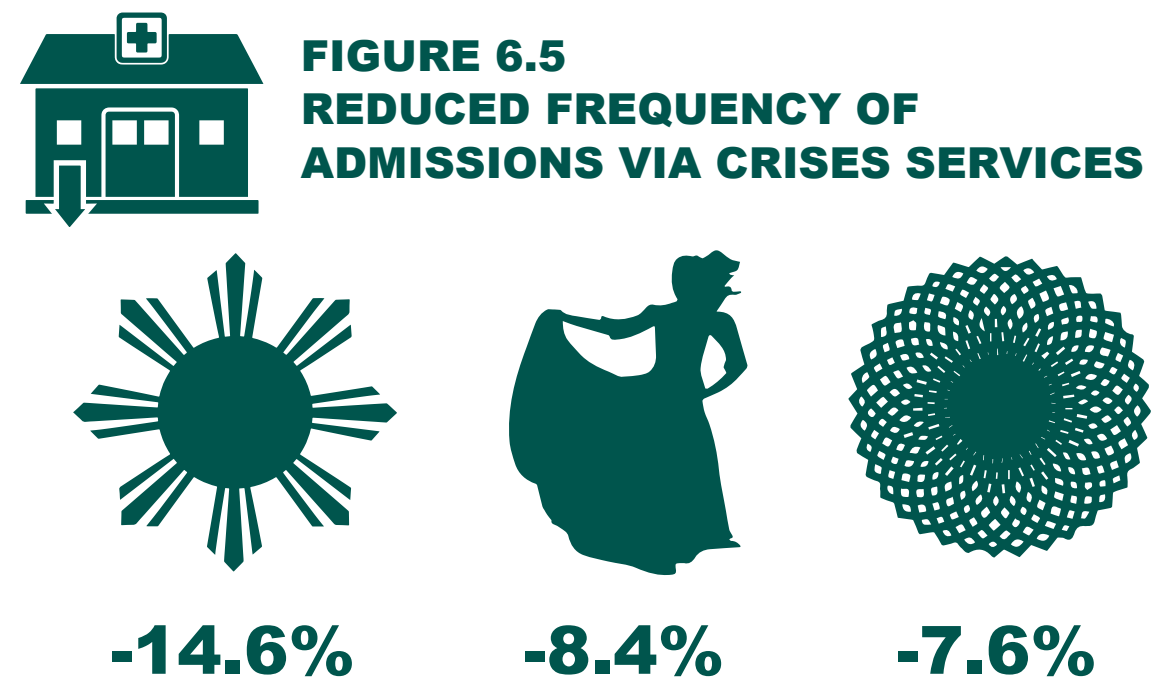 FIGURE 6.5
REDUCED FREQUENCY OF
ADMISSIONS VIA CRISES SERVICES
-14.6%
-8.4%
-7.6%